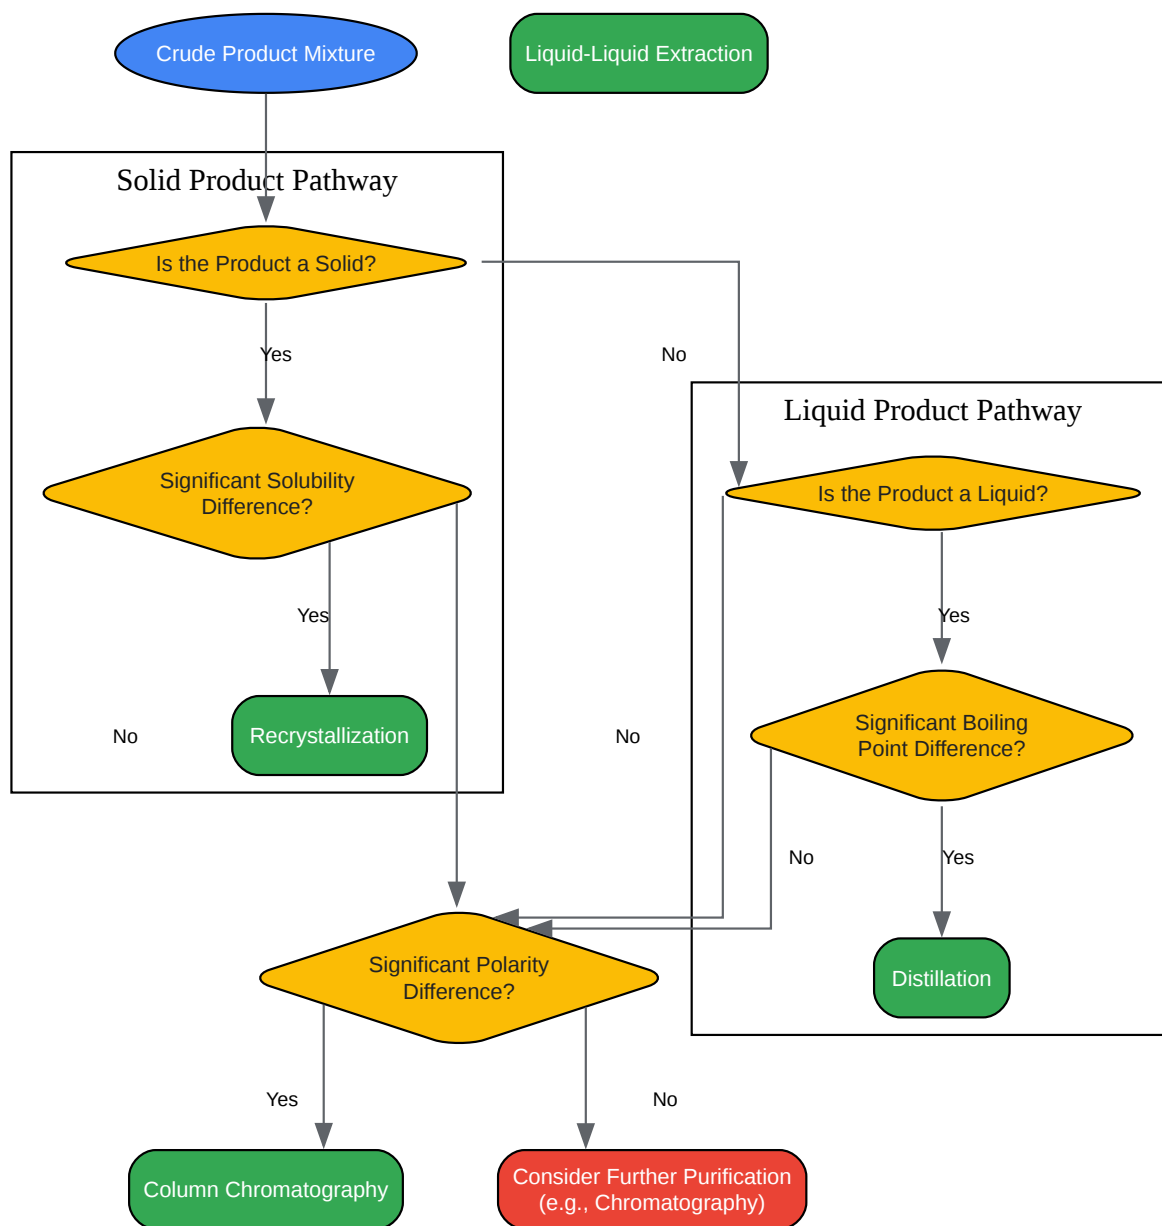 Crude Product Mixture
Liquid-Liquid Extraction
Solid Product Pathway
Is the Product a Solid?
Yes
No
Liquid Product Pathway
Significant Solubility
Difference?
Is the Product a Liquid?
Yes
Yes
No
Recrystallization
No
Significant Boiling
Point Difference?
No
Yes
Significant Polarity
Difference?
Distillation
Yes
No
Column Chromatography
Consider Further Purification
(e.g., Chromatography)